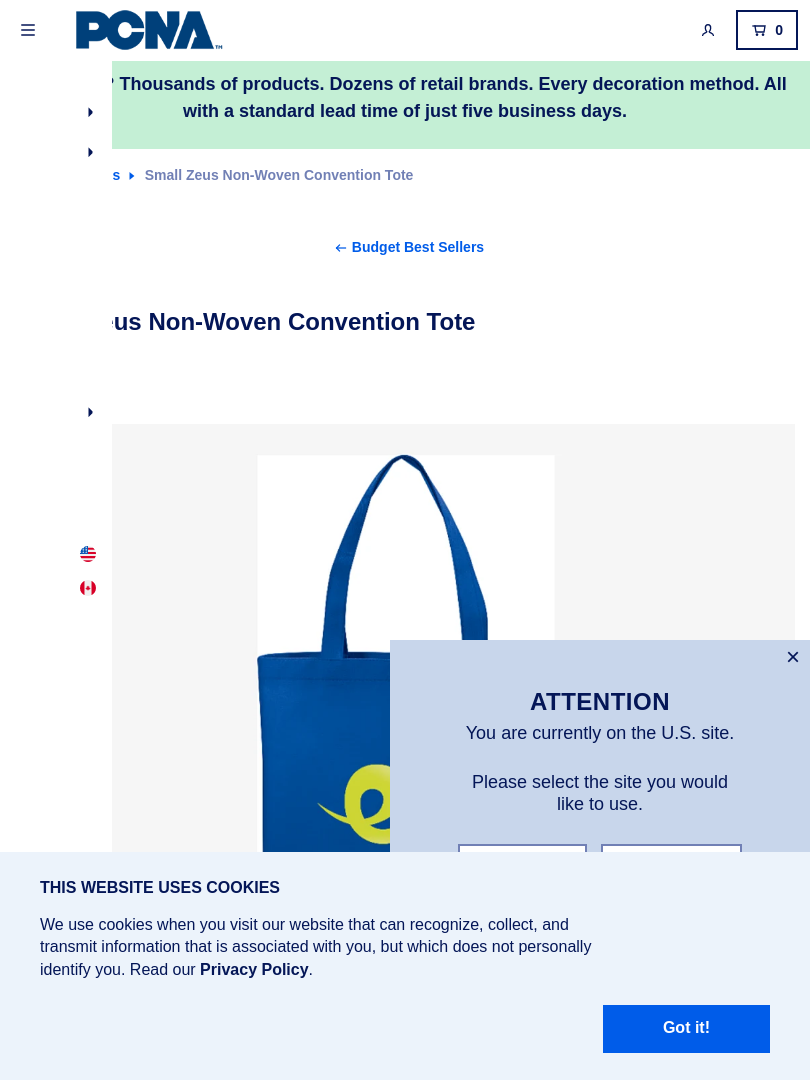 PCNA™
0
? Thousands of products. Dozens of retail brands. Every decoration method. All
with a standard lead time of just five business days.
Small Zeus Non-Woven Convention Tote
Budget Best Sellers
Non-Woven Convention Tote
ATTENTION
You are currently on the U.S. site.
Please select the site you would
like to use.
THIS WEBSITE USES COOKIES
We use cookies when you visit our website that can recognize, collect, and
transmit information that is associated with you, but which does not personally
identify you. Read our Privacy Policy.
Got it!